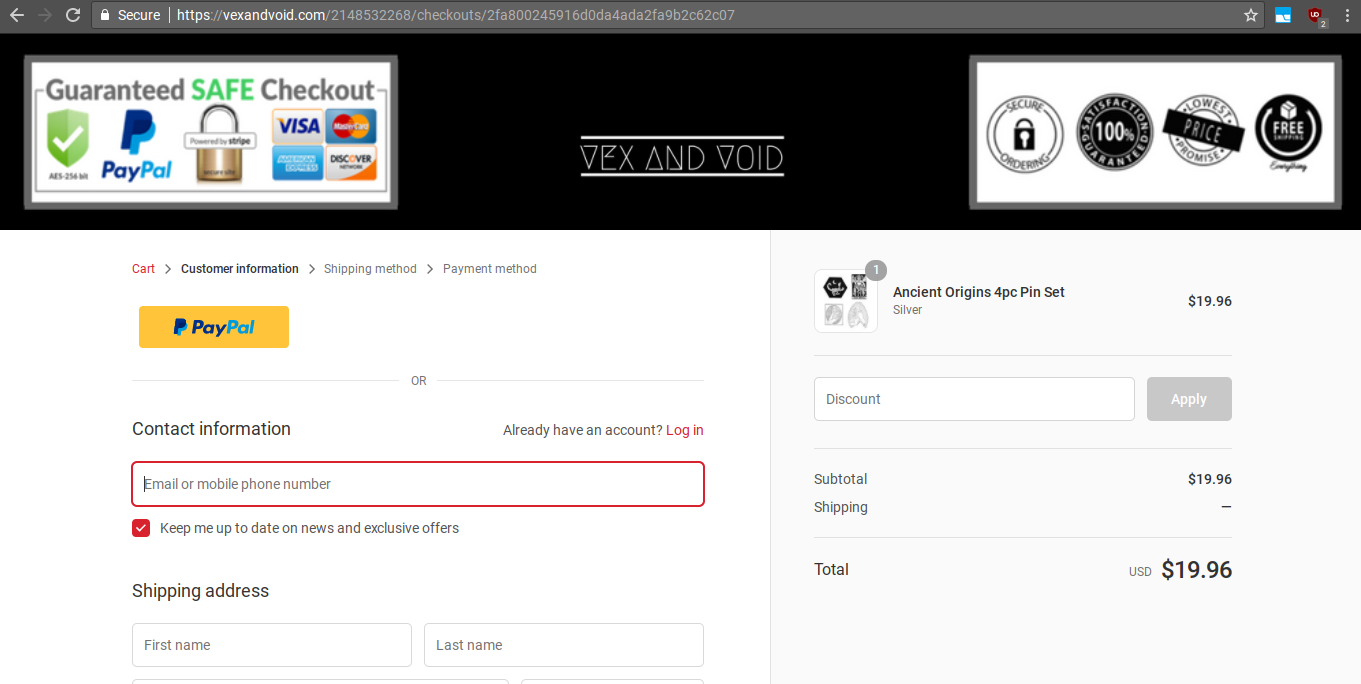 Secure https://vexandvoid.com/2148532268/checkouts/2fa800245916d0da4ada2fa9b2c62c07
2
Guaranteed SAFE Checkout
AES-256 bit
PayPal
Powered by stripe
secure site
VISA MasterCard
AMERICAN EXPRESS DISCOVER NETWORK
VEX AND VOID
SECURE ORDERING
SATISFACTION 100% GUARANTEED
LOWEST PRICE PROMISE
FREE SHIPPING Everything
Cart > Customer information > Shipping method > Payment method
PayPal
OR
Contact information
Already have an account? Log in
Email or mobile phone number
Keep me up to date on news and exclusive offers
Shipping address
First name
Last name
1
Ancient Origins 4pc Pin Set
Silver
$19.96
Discount
Apply
Subtotal $19.96
Shipping —
Total USD $19.96